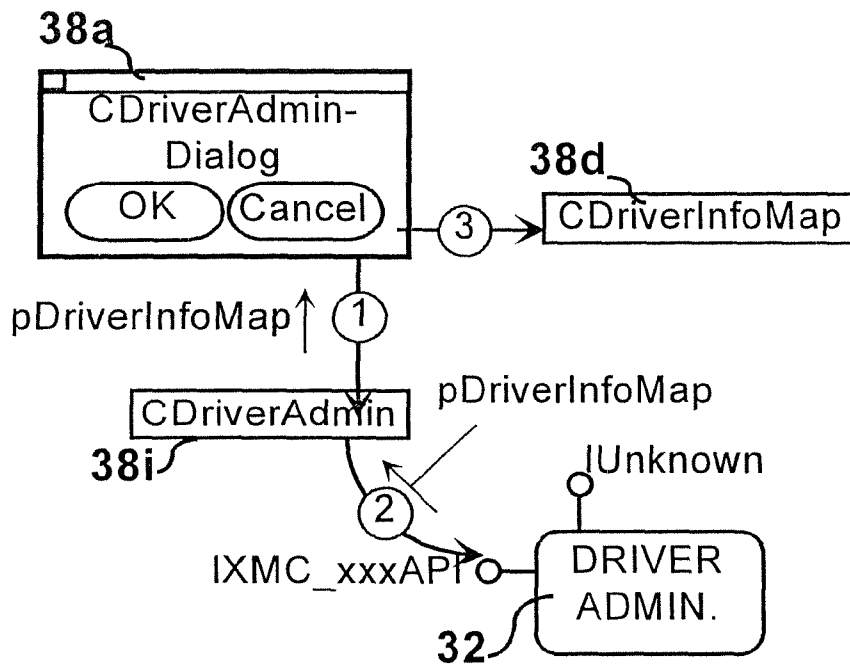 38a
CDriverAdmin-
Dialog
OK
Cancel
38d
CDriverInfoMap
3
pDriverInfoMap
1
CDriverAdmin
38i
pDriverInfoMap
2
IUnknown
IXMC_xxxAPI
DRIVER
ADMIN.
32